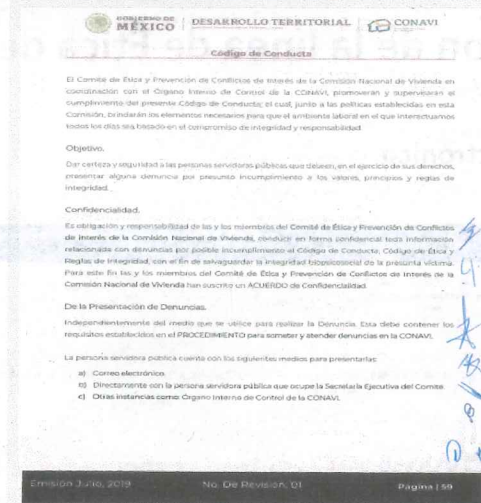 GOBIERNO DE
MÉXICO
DESARROLLO TERRITORIAL
CONAVI
Código de Conducta
El Comité de Ética y Prevención de Conflictos de Interés de la Comisión Nacional de Vivienda en
coordinación con el Órgano Interno de Control de la CONAVI, promoverán y supervisarán el
cumplimiento del presente Código de Conducta; el cual, junto a las políticas establecidas en esta
Comisión, brindarán los elementos necesarios para que el ambiente laboral en el que interactuamos
todos los días sea basado en el compromiso de integridad y responsabilidad.
Objetivo.
Dar certeza y seguridad a las personas servidoras públicas que deseen, en el ejercicio de sus derechos,
presentar alguna denuncia por presunto incumplimiento a los valores, principios y reglas de
integridad.
Confidencialidad.
Es obligación y responsabilidad de las y los miembros del Comité de Ética y Prevención de Conflictos
de Interés de la Comisión Nacional de Vivienda, conducir en forma confidencial toda información
relacionada con denuncias por posible incumplimiento al Código de Conducta, Código de Ética y
Reglas de Integridad, con el fin de salvaguardar la integridad biopsicosocial de la presunta víctima.
Para este fin las y los miembros del Comité de Ética y Prevención de Conflictos de Interés de la
Comisión Nacional de Vivienda han suscrito un ACUERDO de Confidencialidad.
De la Presentación de Denuncias.
Independientemente del medio que se utilice para realizar la Denuncia. Esta debe contener los
requisitos establecidos en el PROCEDIMIENTO para someter y atender denuncias en la CONAVI.
La persona servidora pública cuenta con los siguientes medios para presentarlas:
a) Correo electrónico.
b) Directamente con la persona servidora pública que ocupe la Secretaría Ejecutiva del Comité.
c) Otras instancias como: Órgano Interno de Control de la CONAVI.
Emisión Julio, 2019
No. De Revisión, 01
Página | 59